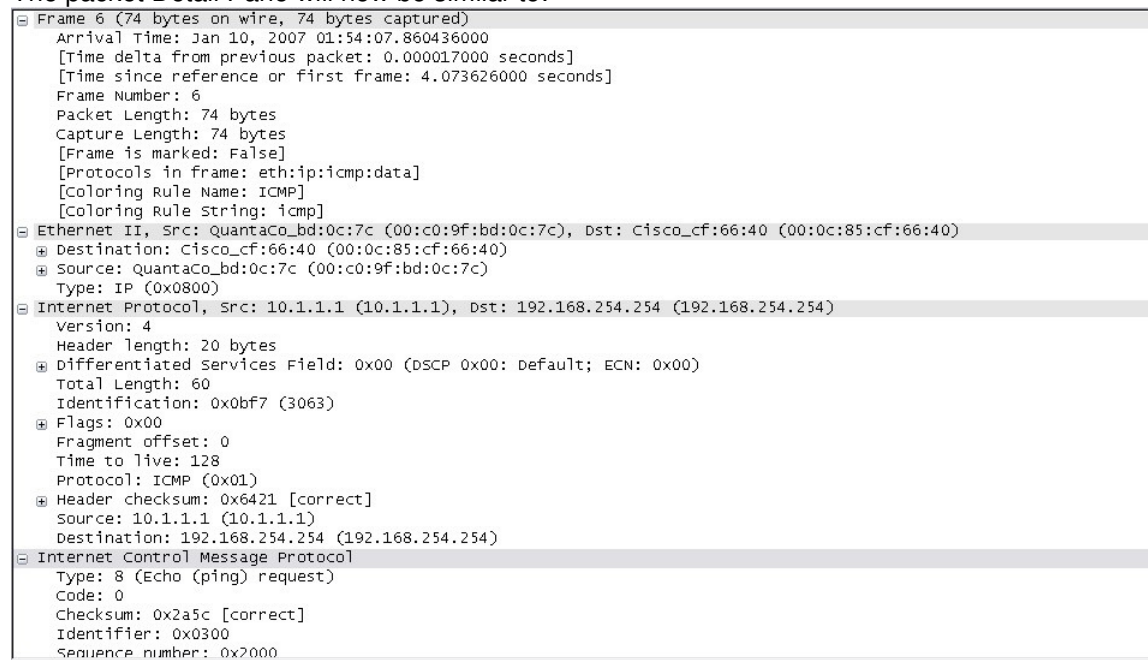 The packet Detail Pane will now be similar to:
Frame 6 (74 bytes on wire, 74 bytes captured)
Arrival Time: Jan 10, 2007 01:54:07.860436000
[Time delta from previous packet: 0.000017000 seconds]
[Time since reference or first frame: 4.073626000 seconds]
Frame Number: 6
Packet Length: 74 bytes
Capture Length: 74 bytes
[Frame is marked: False]
[Protocols in frame: eth:ip:icmp:data]
[Coloring Rule Name: ICMP]
[Coloring Rule String: icmp]
Ethernet II, Src: QuantaCo_bd:0c:7c (00:c0:9f:bd:0c:7c), Dst: Cisco_cf:66:40 (00:0c:85:cf:66:40)
Destination: Cisco_cf:66:40 (00:0c:85:cf:66:40)
Source: QuantaCo_bd:0c:7c (00:c0:9f:bd:0c:7c)
Type: IP (0x0800)
Internet Protocol, Src: 10.1.1.1 (10.1.1.1), Dst: 192.168.254.254 (192.168.254.254)
Version: 4
Header length: 20 bytes
Differentiated Services Field: 0x00 (DSCP 0x00: Default; ECN: 0x00)
Total Length: 60
Identification: 0x0bf7 (3063)
Flags: 0x00
Fragment offset: 0
Time to live: 128
Protocol: ICMP (0x01)
Header checksum: 0x6421 [correct]
Source: 10.1.1.1 (10.1.1.1)
Destination: 192.168.254.254 (192.168.254.254)
Internet Control Message Protocol
Type: 8 (Echo (ping) request)
Code: 0
Checksum: 0x2a5c [correct]
Identifier: 0x0300
Sequence number: 0x2000